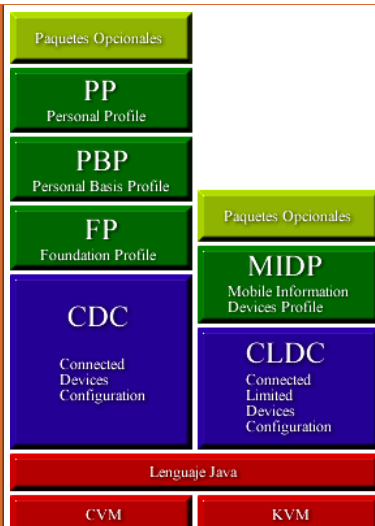 Paquetes Opcionales
PP
Personal Profile
PBP
Personal Basis Profile
FP
Foundation Profile
CDC
Connected
Devices
Configuration
Paquetes Opcionales
MIDP
Mobile Information
Devices Profile
CLDC
Connected
Limited
Devices
Configuration
Lenguaje Java
CVM
KVM